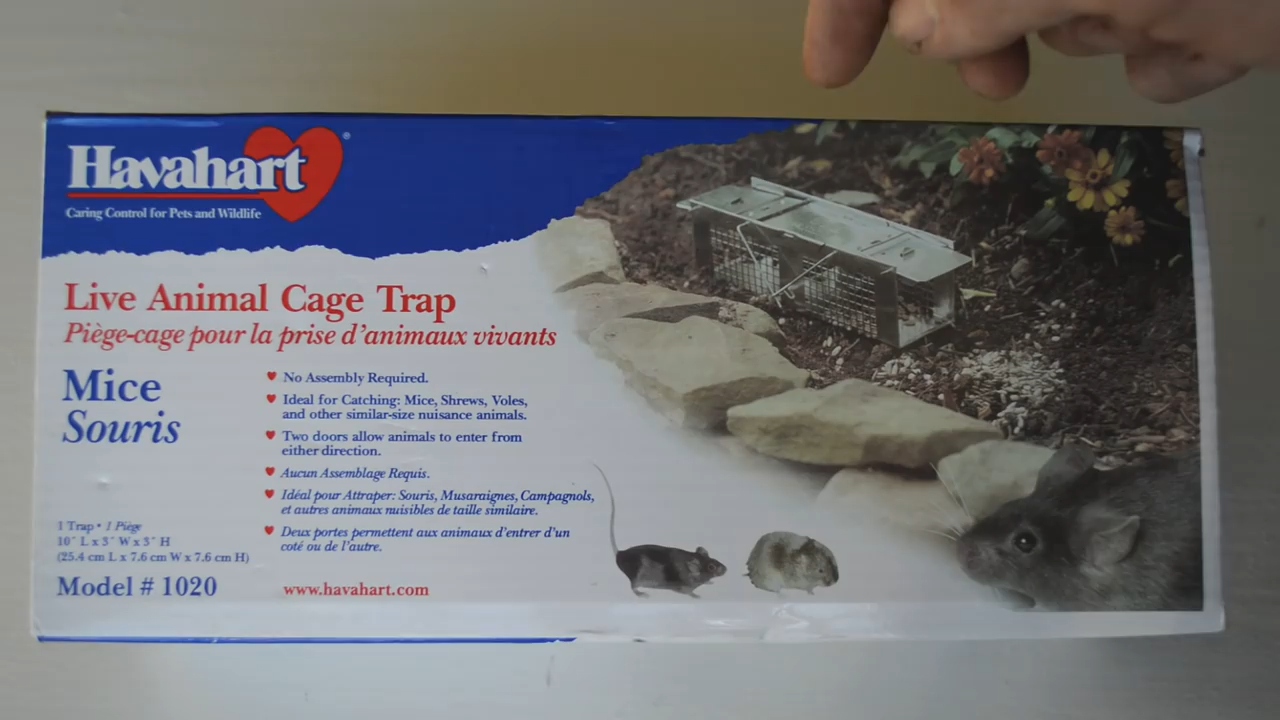 Havahart®
Caring Control for Pets and Wildlife
Live Animal Cage Trap
Piège-cage pour la prise d'animaux vivants
Mice
Souris
No Assembly Required.
Ideal for Catching: Mice, Shrews, Voles,
and other similar-size nuisance animals.
Two doors allow animals to enter from
either direction.
Aucun Assemblage Requis.
Idéal pour Attraper: Souris, Musaraignes, Campagnols,
et autres animaux nuisibles de taille similaire.
Deux portes permettent aux animaux d'entrer d'un
coté ou de l'autre.
1 Trap • 1 Piège
10" L x 3" W x 3" H
(25.4 cm L x 7.6 cm W x 7.6 cm H)
Model # 1020
www.havahart.com